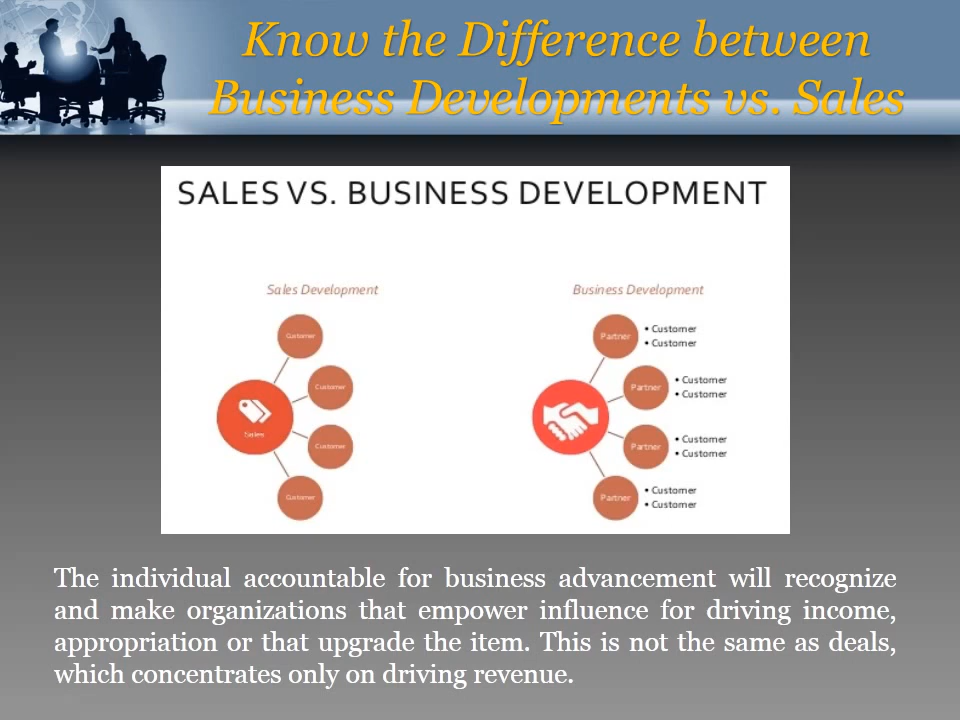 Know the Difference between
Business Developments vs. Sales
SALES VS. BUSINESS DEVELOPMENT
Sales Development
Customer
Customer
Sales
Customer
Customer
Business Development
Partner
• Customer
• Customer
Partner
• Customer
• Customer
Partner
• Customer
• Customer
Partner
• Customer
• Customer
The individual accountable for business advancement will recognize
and make organizations that empower influence for driving income,
appropriation or that upgrade the item. This is not the same as deals,
which concentrates only on driving revenue.